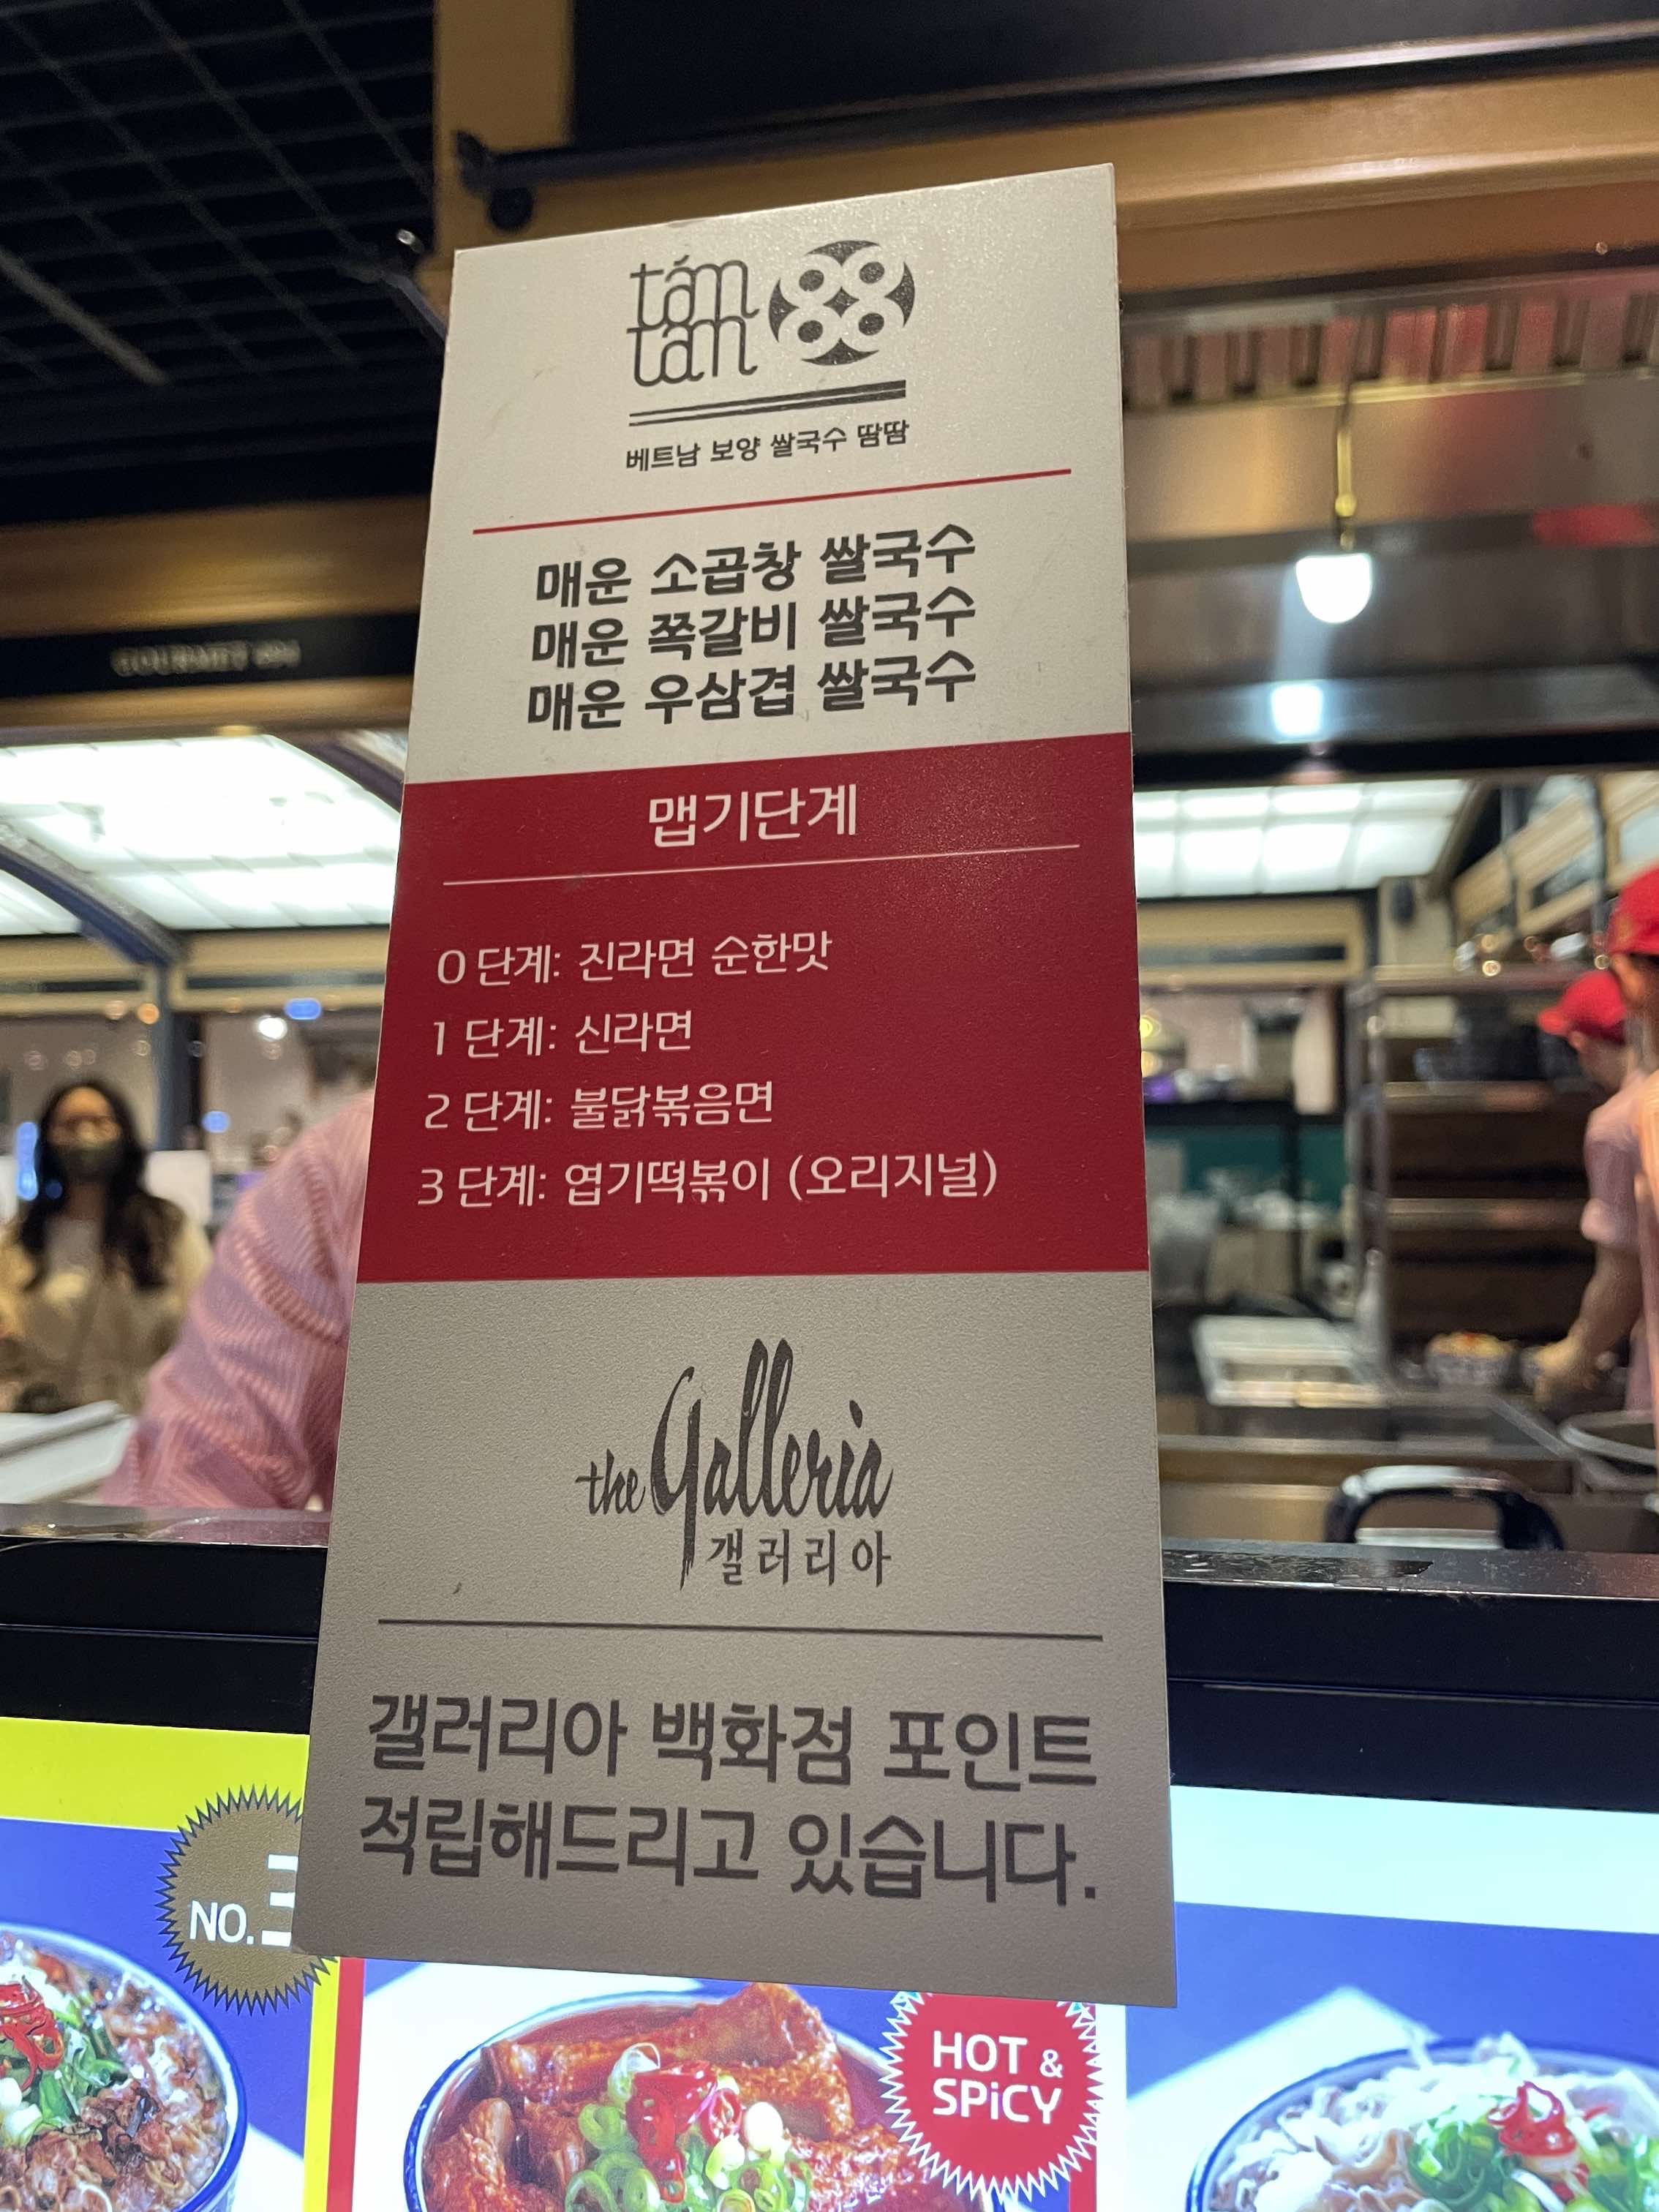 tám
tám
88
베트남 보양 쌀국수 땀땀
매운 소곱창 쌀국수
매운 쪽갈비 쌀국수
매운 우삼겹 쌀국수
맵기단계
0 단계: 진라면 순한맛
1 단계: 신라면
2 단계: 불닭볶음면
3 단계: 엽기떡볶이 (오리지널)
the Galleria
갤러리아
갤러리아 백화점 포인트
적립해드리고 있습니다.
GOURMET 494
NO.
HOT &
SPiCY